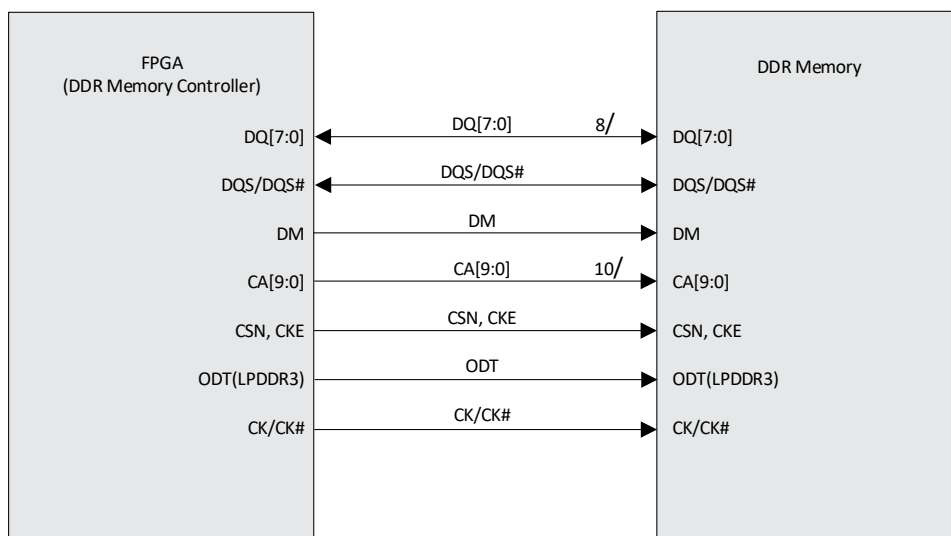 FPGA
(DDR Memory Controller)
DDR Memory
DQ[7:0]
DQ[7:0]
8/
DQ[7:0]
DQS/DQS#
DQS/DQS#
DQS/DQS#
DM
DM
DM
CA[9:0]
CA[9:0]
10/
CA[9:0]
CSN, CKE
CSN, CKE
CSN, CKE
ODT(LPDDR3)
ODT
ODT(LPDDR3)
CK/CK#
CK/CK#
CK/CK#